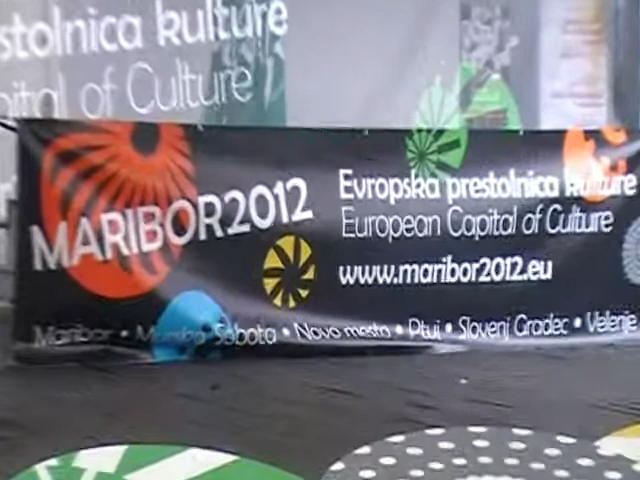 stolnica kulture
pital of Culture
MARIBOR2012
Evropska prestolnica kulture
European Capital of Culture
www.maribor2012.eu
Maribor • Murska Sobota • Novo mesto • Ptuj • Slovenj Gradec • Velenje